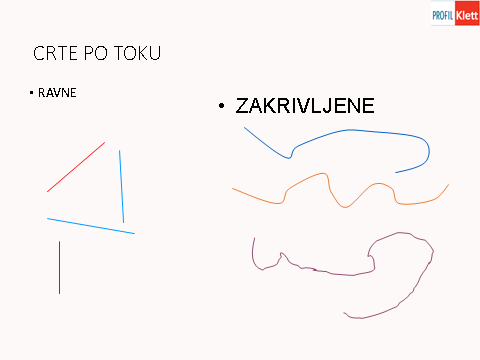 PROFIL Klett
CRTE PO TOKU
• RAVNE
• ZAKRIVLJENE